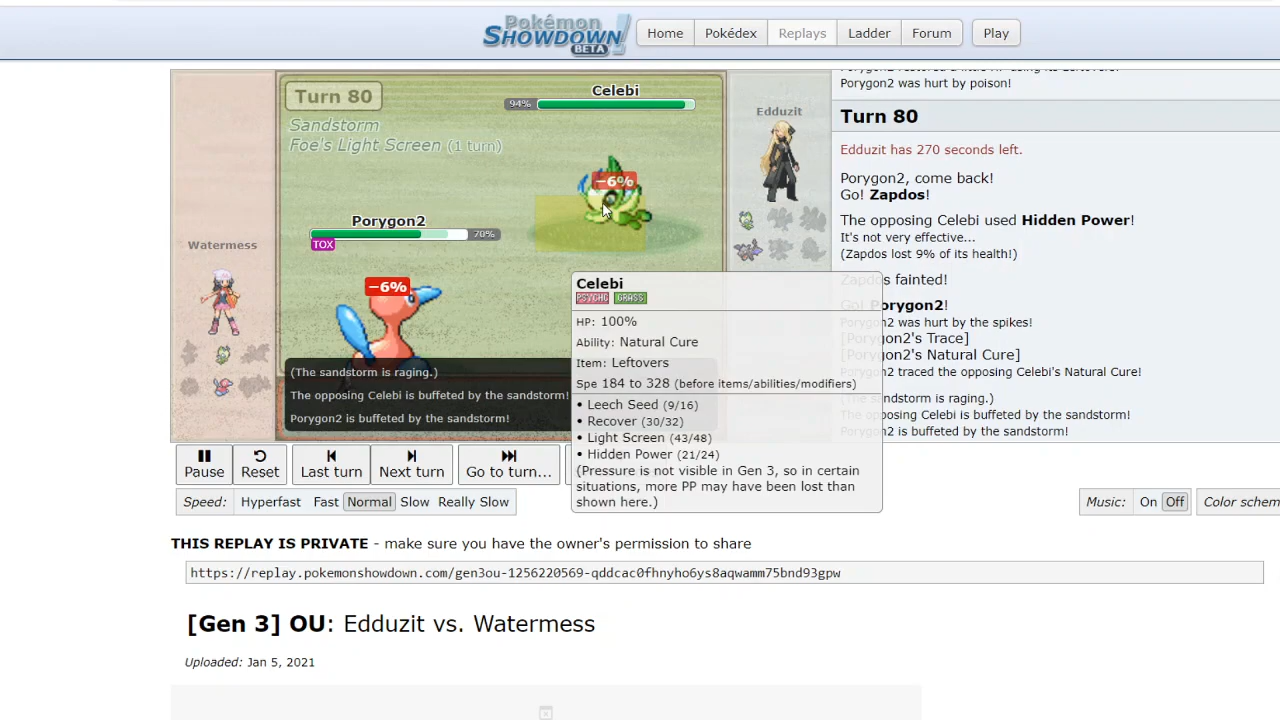 Pokémon
SHOWDOWN!
BETA
Home
Pokédex
Replays
Ladder
Forum
Play
Turn 80
Sandstorm
Foe's Light Screen (1 turn)
Celebi
94%
−6%
Porygon2
70%
TOX
−6%
Watermess
Edduzit
(The sandstorm is raging.)
The opposing Celebi is buffeted by the sandstorm!
Porygon2 is buffeted by the sandstorm!
Celebi
PSYCHC GRASS
HP: 100%
Ability: Natural Cure
Item: Leftovers
Spe 184 to 328 (before items/abilities/modifiers)
• Leech Seed (9/16)
• Recover (30/32)
• Light Screen (43/48)
• Hidden Power (21/24)
(Pressure is not visible in Gen 3, so in certain
situations, more PP may have been lost than
shown here.)
Porygon2 was hurt by poison!
Turn 80
Edduzit has 270 seconds left.
Porygon2, come back!
Go! Zapdos!
The opposing Celebi used Hidden Power!
It's not very effective...
(Zapdos lost 9% of its health!)
Zapdos fainted!
Go! Porygon2!
Porygon2 was hurt by the spikes!
[Porygon2's Trace]
[Porygon2's Natural Cure]
Porygon2 traced the opposing Celebi's Natural Cure!
(The sandstorm is raging.)
The opposing Celebi is buffeted by the sandstorm!
Porygon2 is buffeted by the sandstorm!
Pause
Reset
Last turn
Next turn
Go to turn...
Speed: Hyperfast Fast Normal Slow Really Slow
Music: On Off
Color schem
THIS REPLAY IS PRIVATE - make sure you have the owner's permission to share
https://replay.pokemonshowdown.com/gen3ou-1256220569-qddcac0fhnyho6ys8aqwamm75bnd93gpw
[Gen 3] OU: Edduzit vs. Watermess
Uploaded: Jan 5, 2021